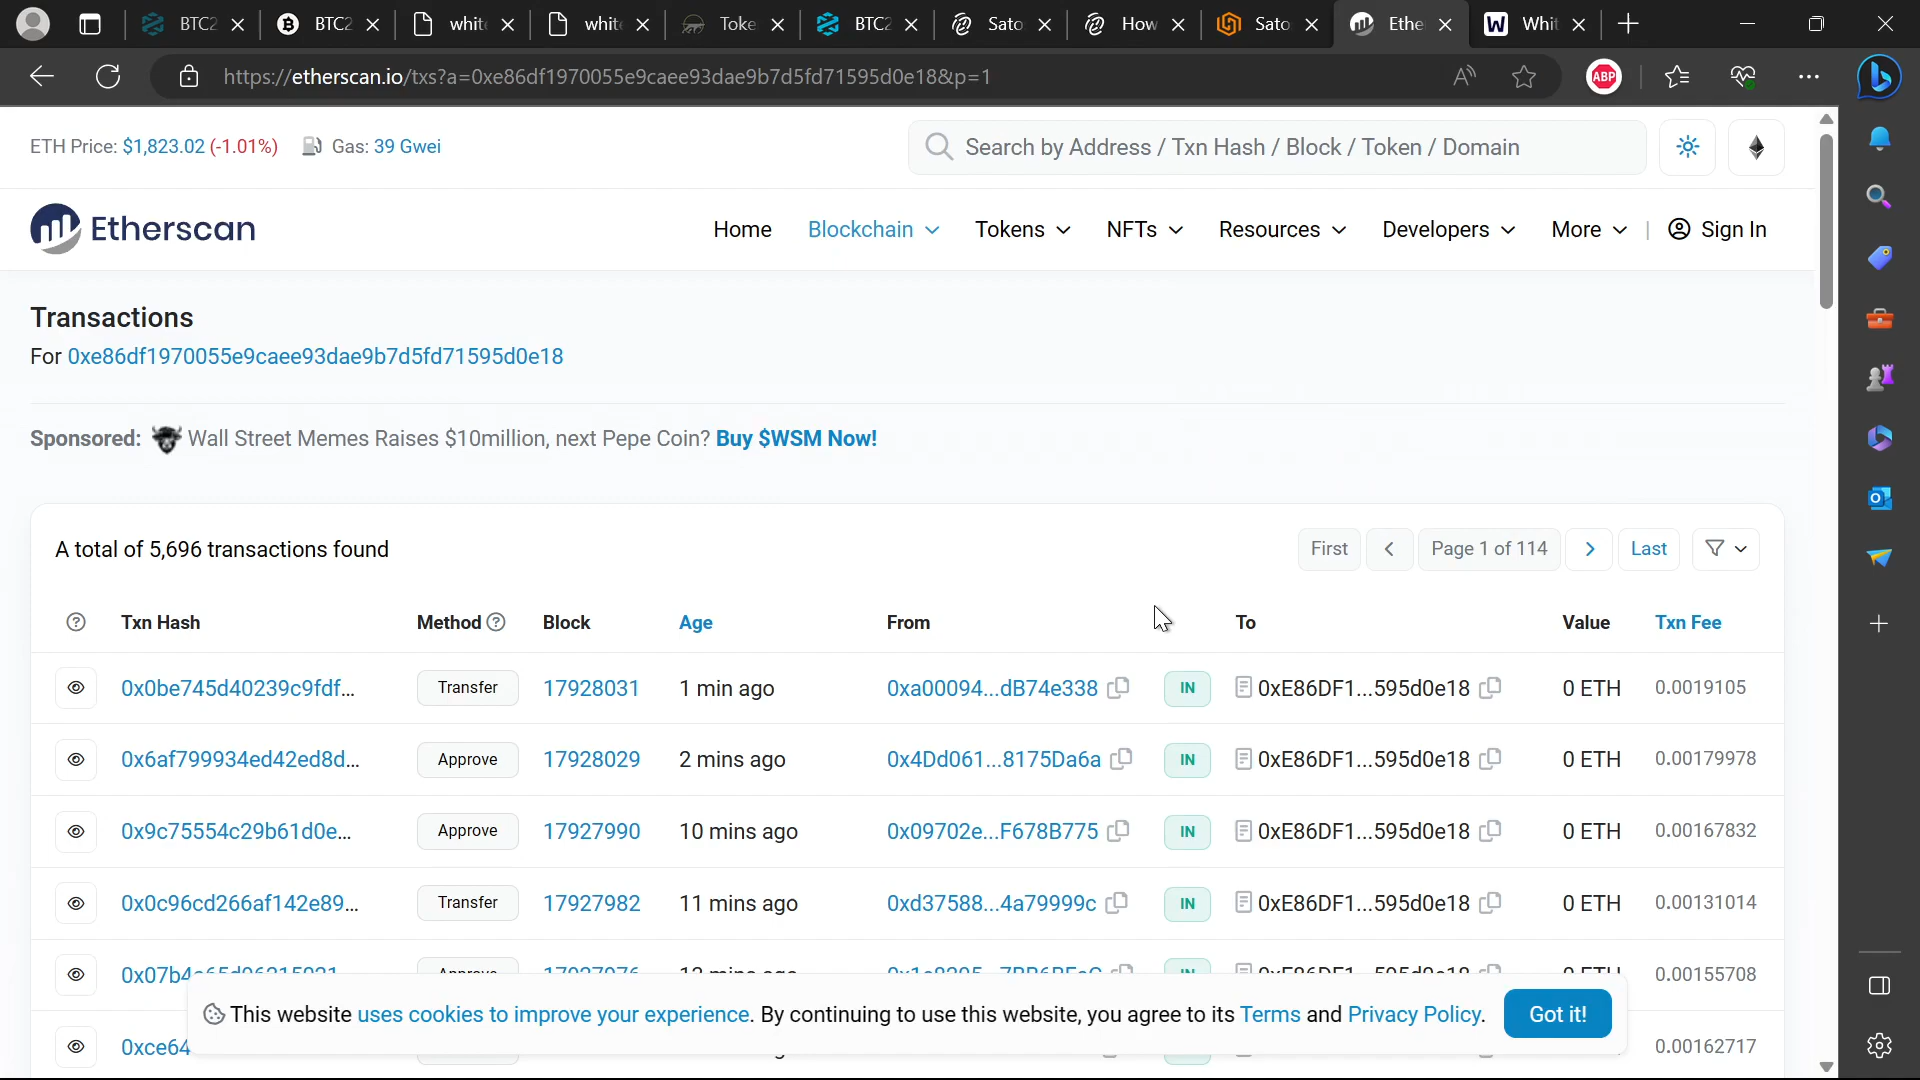 BTC2 BTC2 whit whit Toke BTC2 Sato How Sato Ethe Whit
https://etherscan.io/txs?a=0xe86df1970055e9caee93dae9b7d5fd71595d0e18&p=1
ABP
ETH Price: $1,823.02 (-1.01%) Gas: 39 Gwei Search by Address / Txn Hash / Block / Token / Domain
Etherscan Home Blockchain Tokens NFTs Resources Developers More | Sign In
Transactions
For 0xe86df1970055e9caee93dae9b7d5fd71595d0e18
Sponsored: Wall Street Memes Raises $10million, next Pepe Coin? Buy $WSM Now!
A total of 5,696 transactions found First Page 1 of 114 Last
Txn Hash Method Block Age From To Value Txn Fee
0x0be745d40239c9fdf... Transfer 17928031 1 min ago 0xa00094...dB74e338 IN 0xE86DF1...595d0e18 0 ETH 0.0019105
0x6af799934ed42ed8d... Approve 17928029 2 mins ago 0x4Dd061...8175Da6a IN 0xE86DF1...595d0e18 0 ETH 0.00179978
0x9c75554c29b61d0e... Approve 17927990 10 mins ago 0x09702e...F678B775 IN 0xE86DF1...595d0e18 0 ETH 0.00167832
0x0c96cd266af142e89... Transfer 17927982 11 mins ago 0xd37588...4a79999c IN 0xE86DF1...595d0e18 0 ETH 0.00131014
0.00155708
This website uses cookies to improve your experience. By continuing to use this website, you agree to its Terms and Privacy Policy. Got it!
0xce64 0.00162717